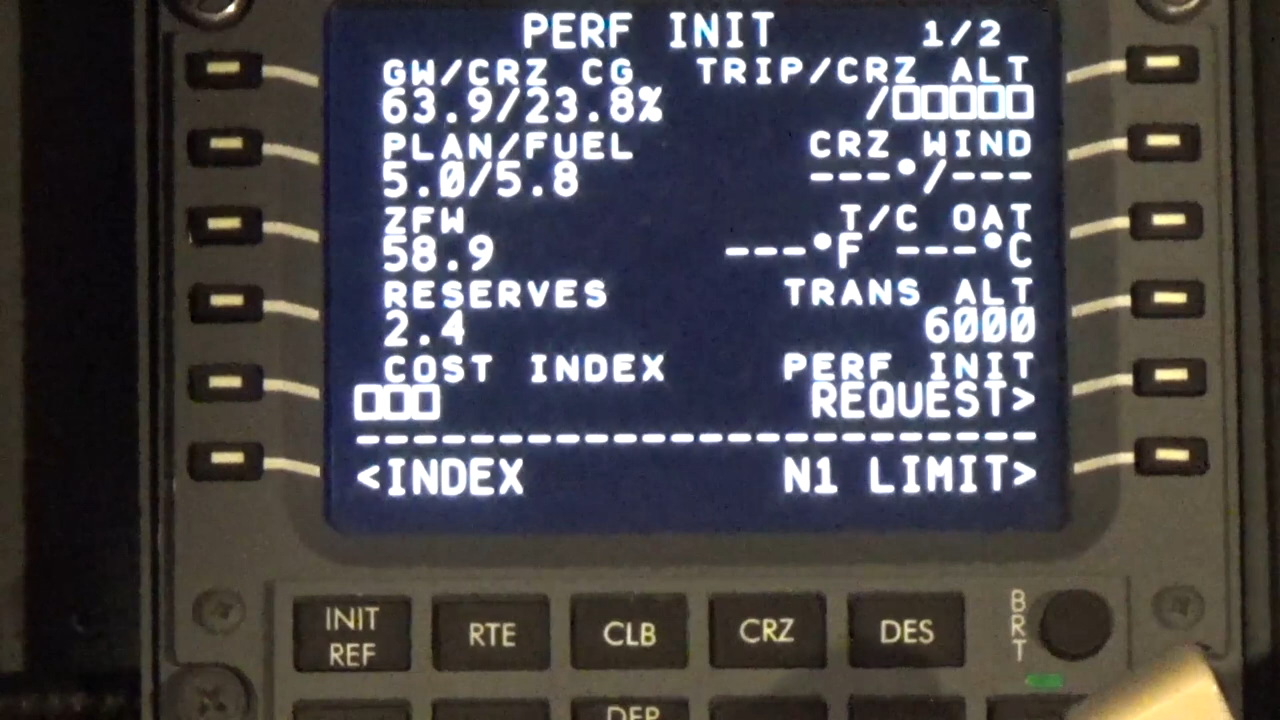 PERF INIT 1/2
GW/CRZ CG TRIP/CRZ ALT
63.9/23.8% /□□□□□
PLAN/FUEL CRZ WIND
5.0/5.8 ---°/---
ZFW T/C OAT
58.9 ---°F ---°C
RESERVES TRANS ALT
2.4 6000
COST INDEX PERF INIT
□□□ REQUEST>
------------------------
<INDEX N1 LIMIT>
INIT REF RTE CLB CRZ DES BRT
DEP